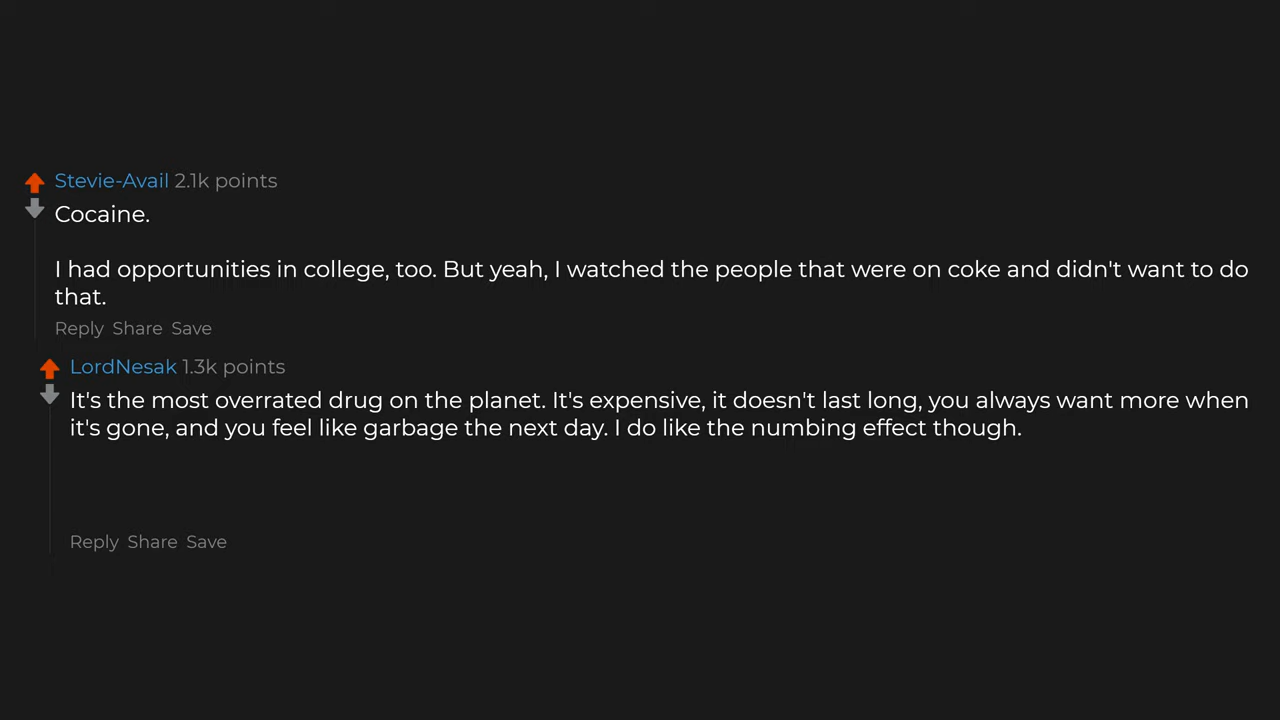 Stevie-Avail 2.1k points
Cocaine.
I had opportunities in college, too. But yeah, I watched the people that were on coke and didn't want to do
that.
Reply Share Save
LordNesak 1.3k points
It's the most overrated drug on the planet. It's expensive, it doesn't last long, you always want more when
it's gone, and you feel like garbage the next day. I do like the numbing effect though.
Reply Share Save